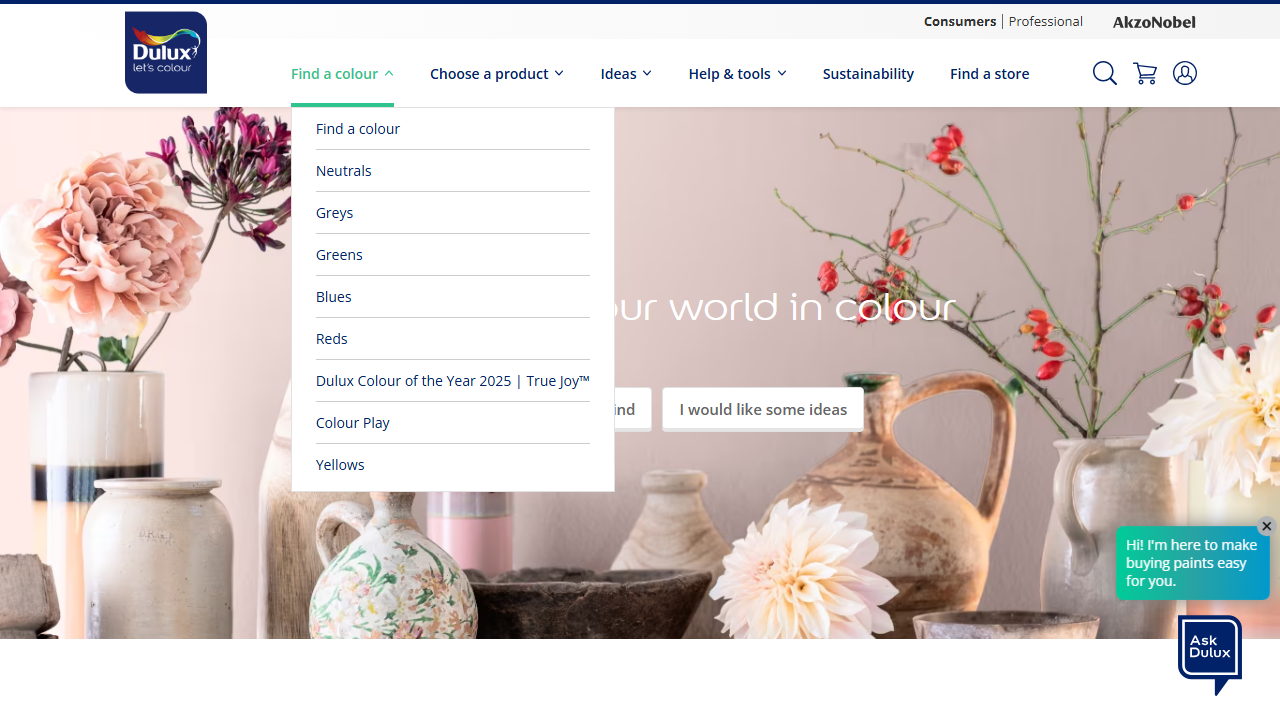 Consumers | Professional
AkzoNobel
Dulux
let's colour
Find a colour
Choose a product
Ideas
Help & tools
Sustainability
Find a store
Find a colour
Neutrals
Greys
Greens
Blues
Reds
Dulux Colour of the Year 2025 | True Joy™
Colour Play
Yellows
our world in colour
ind
I would like some ideas
Hi! I'm here to make
buying paints easy
for you.
Ask
Dulux